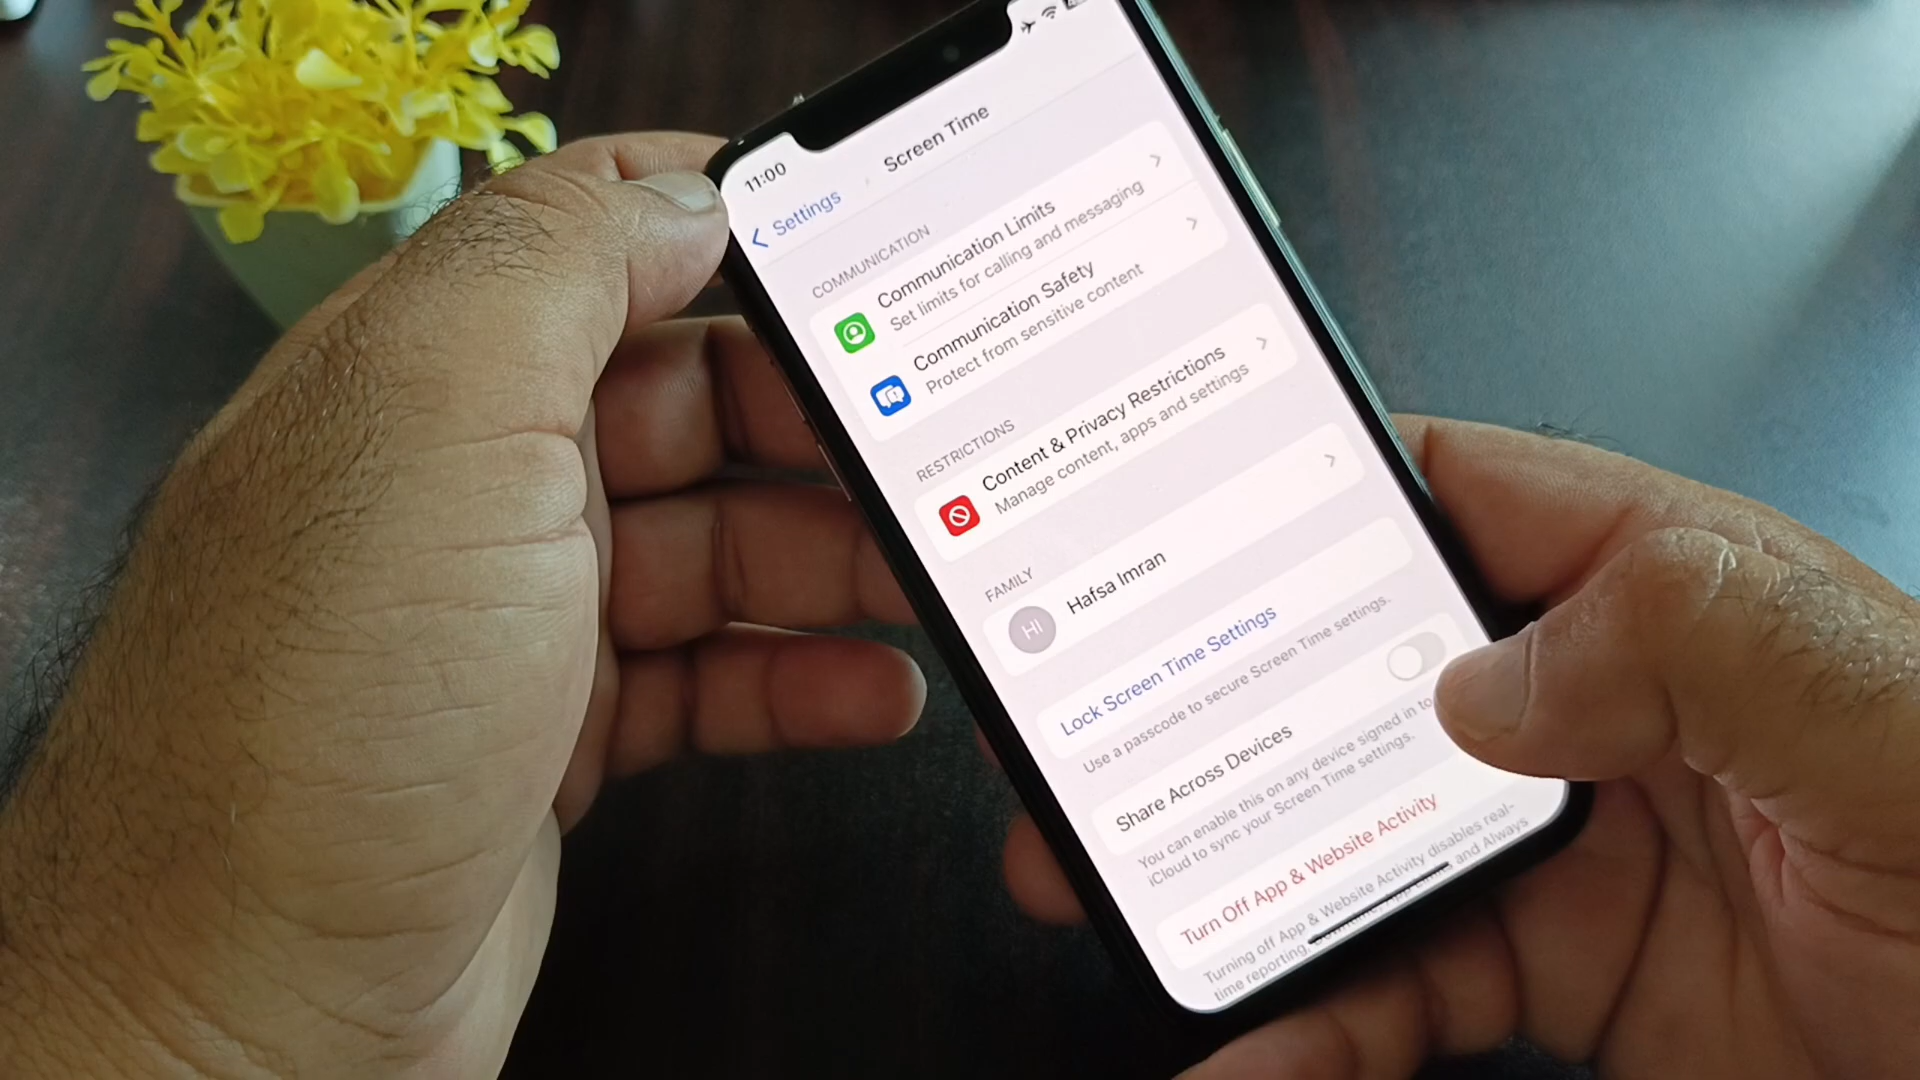 11:00
Settings
Screen Time
COMMUNICATION
Communication Limits
Set limits for calling and messaging
Communication Safety
Protect from sensitive content
RESTRICTIONS
Content & Privacy Restrictions
Manage content, apps and settings
FAMILY
HI
Hafsa Imran
Lock Screen Time Settings
Use a passcode to secure Screen Time settings.
Share Across Devices
You can enable this on any device signed in to
iCloud to sync your Screen Time settings.
Turn Off App & Website Activity
Turning off App & Website Activity disables real-
time reporting, Downtime, App Limits and Always